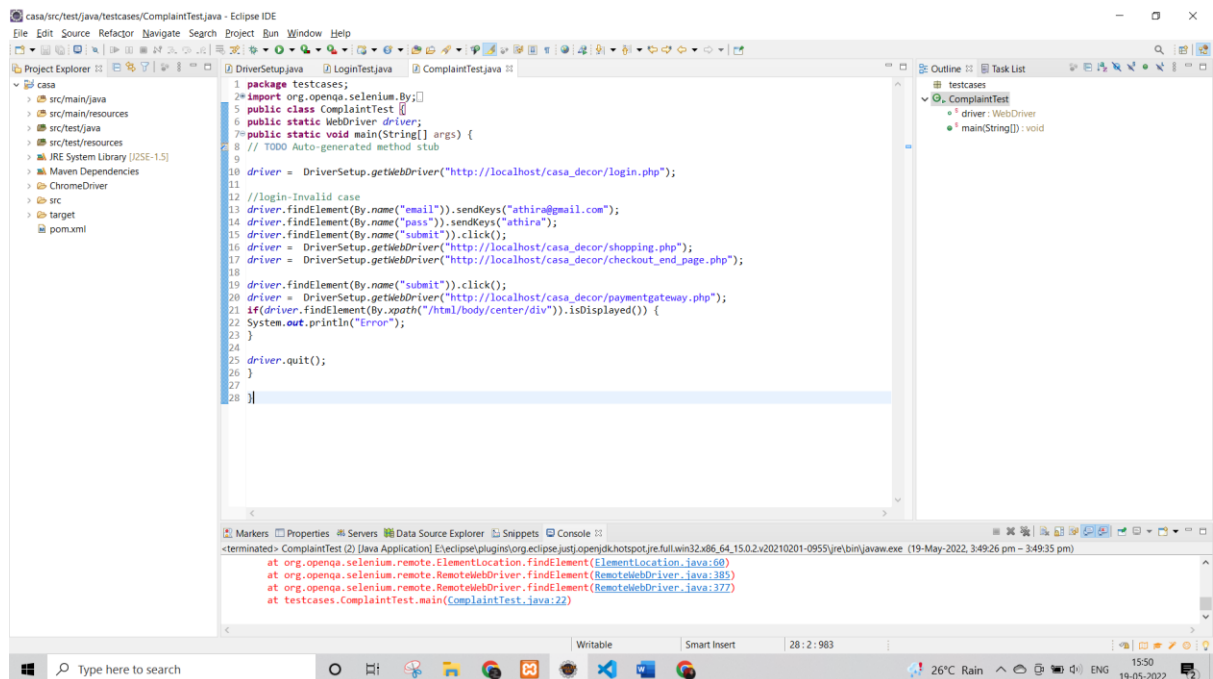 casa/src/test/java/testcases/ComplaintTest.java - Eclipse IDE
File Edit Source Refactor Navigate Search Project Run Window Help
Project Explorer
DriverSetup.java LoginTest.java ComplaintTest.java
Outline Task List
casa
src/main/java
src/main/resources
src/test/java
src/test/resources
JRE System Library [J2SE-1.5]
Maven Dependencies
ChromeDriver
src
target
pom.xml
1 package testcases;
2 import org.openqa.selenium.By;
5 public class ComplaintTest {
6 public static WebDriver driver;
7 public static void main(String[] args) {
8 // TODO Auto-generated method stub
9
10 driver = DriverSetup.getWebDriver("http://localhost/casa_decor/login.php");
11
12 //login-Invalid case
13 driver.findElement(By.name("email")).sendKeys("athira@gmail.com");
14 driver.findElement(By.name("pass")).sendKeys("athira");
15 driver.findElement(By.name("submit")).click();
16 driver = DriverSetup.getWebDriver("http://localhost/casa_decor/shopping.php");
17 driver = DriverSetup.getWebDriver("http://localhost/casa_decor/checkout_end_page.php");
18
19 driver.findElement(By.name("submit")).click();
20 driver = DriverSetup.getWebDriver("http://localhost/casa_decor/paymentgateway.php");
21 if(driver.findElement(By.xpath("/html/body/center/div")).isDisplayed()) {
22 System.out.println("Error");
23 }
24
25 driver.quit();
26 }
27
28 }
testcases
ComplaintTest
driver : WebDriver
main(String[]) : void
Markers Properties Servers Data Source Explorer Snippets Console
<terminated> ComplaintTest (2) [Java Application] E:\eclipse\plugins\org.eclipse.justj.openjdk.hotspot.jre.full.win32.x86_64_15.0.2.v20210201-0955\jre\bin\javaw.exe (19-May-2022, 3:49:26 pm – 3:49:35 pm)
at org.openqa.selenium.remote.ElementLocation.findElement(ElementLocation.java:60)
at org.openqa.selenium.remote.RemoteWebDriver.findElement(RemoteWebDriver.java:385)
at org.openqa.selenium.remote.RemoteWebDriver.findElement(RemoteWebDriver.java:377)
at testcases.ComplaintTest.main(ComplaintTest.java:22)
Writable Smart Insert 28 : 2 : 983
Type here to search
26°C Rain ENG 15:50
19-05-2022